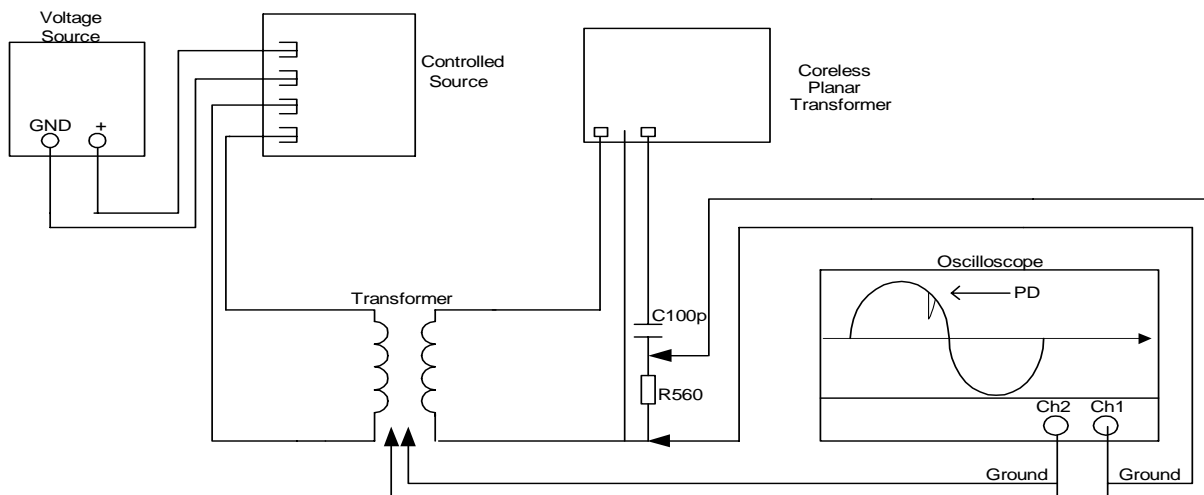 Voltage
Source
GND
+
Controlled
Source
Coreless
Planar
Transformer
Transformer
C100p
R560
Oscilloscope
PD
Ch2
Ch1
Ground
Ground